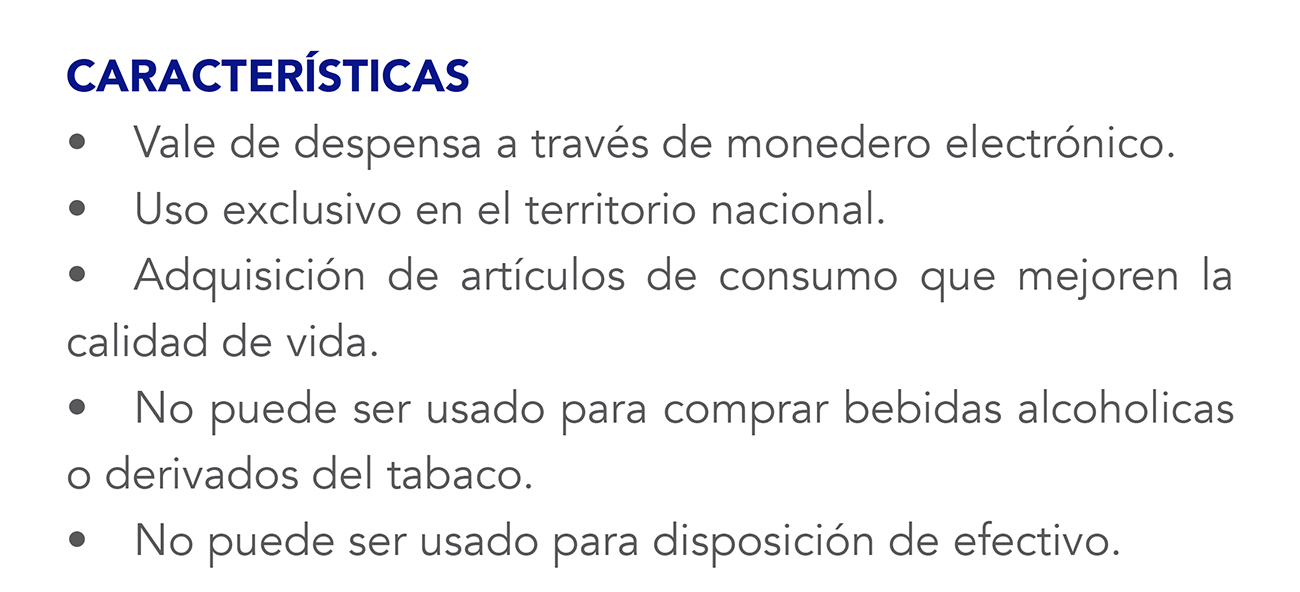 CARACTERÍSTICAS
• Vale de despensa a través de monedero electrónico.
• Uso exclusivo en el territorio nacional.
• Adquisición de artículos de consumo que mejoren la
calidad de vida.
• No puede ser usado para comprar bebidas alcoholicas
o derivados del tabaco.
• No puede ser usado para disposición de efectivo.